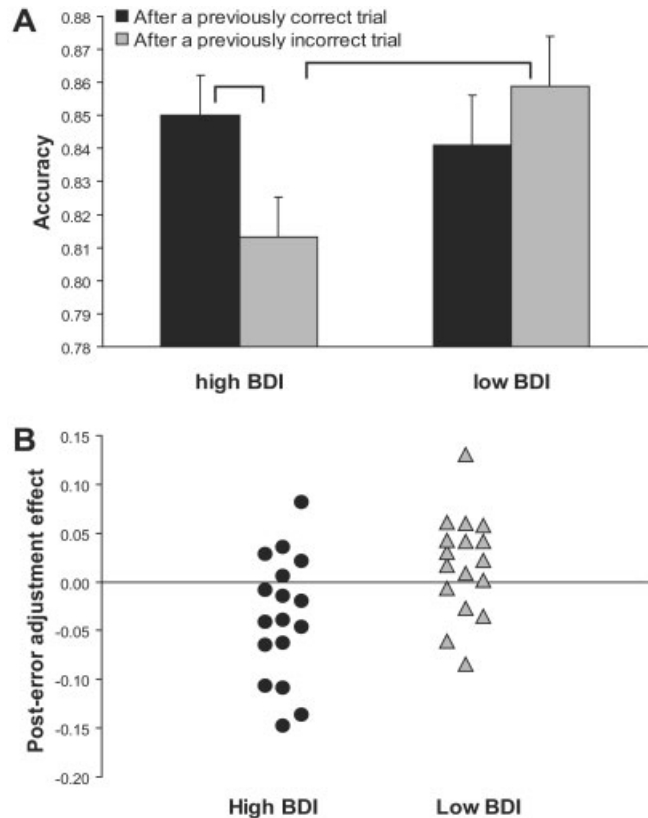 A
After a previously correct trial
After a previously incorrect trial
0.88
0.87
0.86
0.85
0.84
0.83
0.82
0.81
0.80
0.79
0.78
Accuracy
high BDI
low BDI
B
0.15
0.10
0.05
0.00
-0.05
-0.10
-0.15
-0.20
Post-error adjustment effect
High BDI
Low BDI